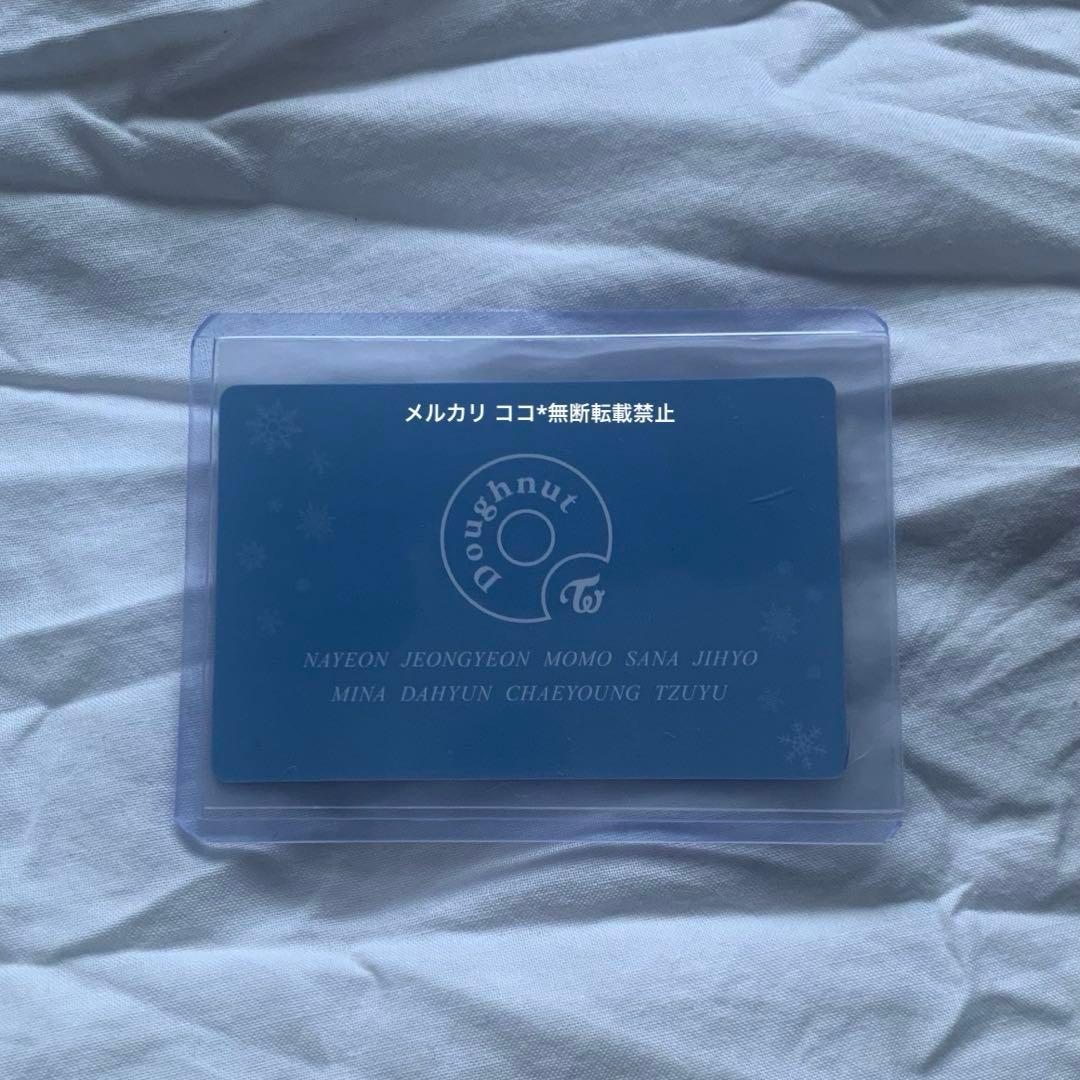 メルカリ ココ*無断転載禁止
Doughnut
TW
NAYEON JEONGYEON MOMO SANA JIHYO
MINA DAHYUN CHAEYOUNG TZUYU